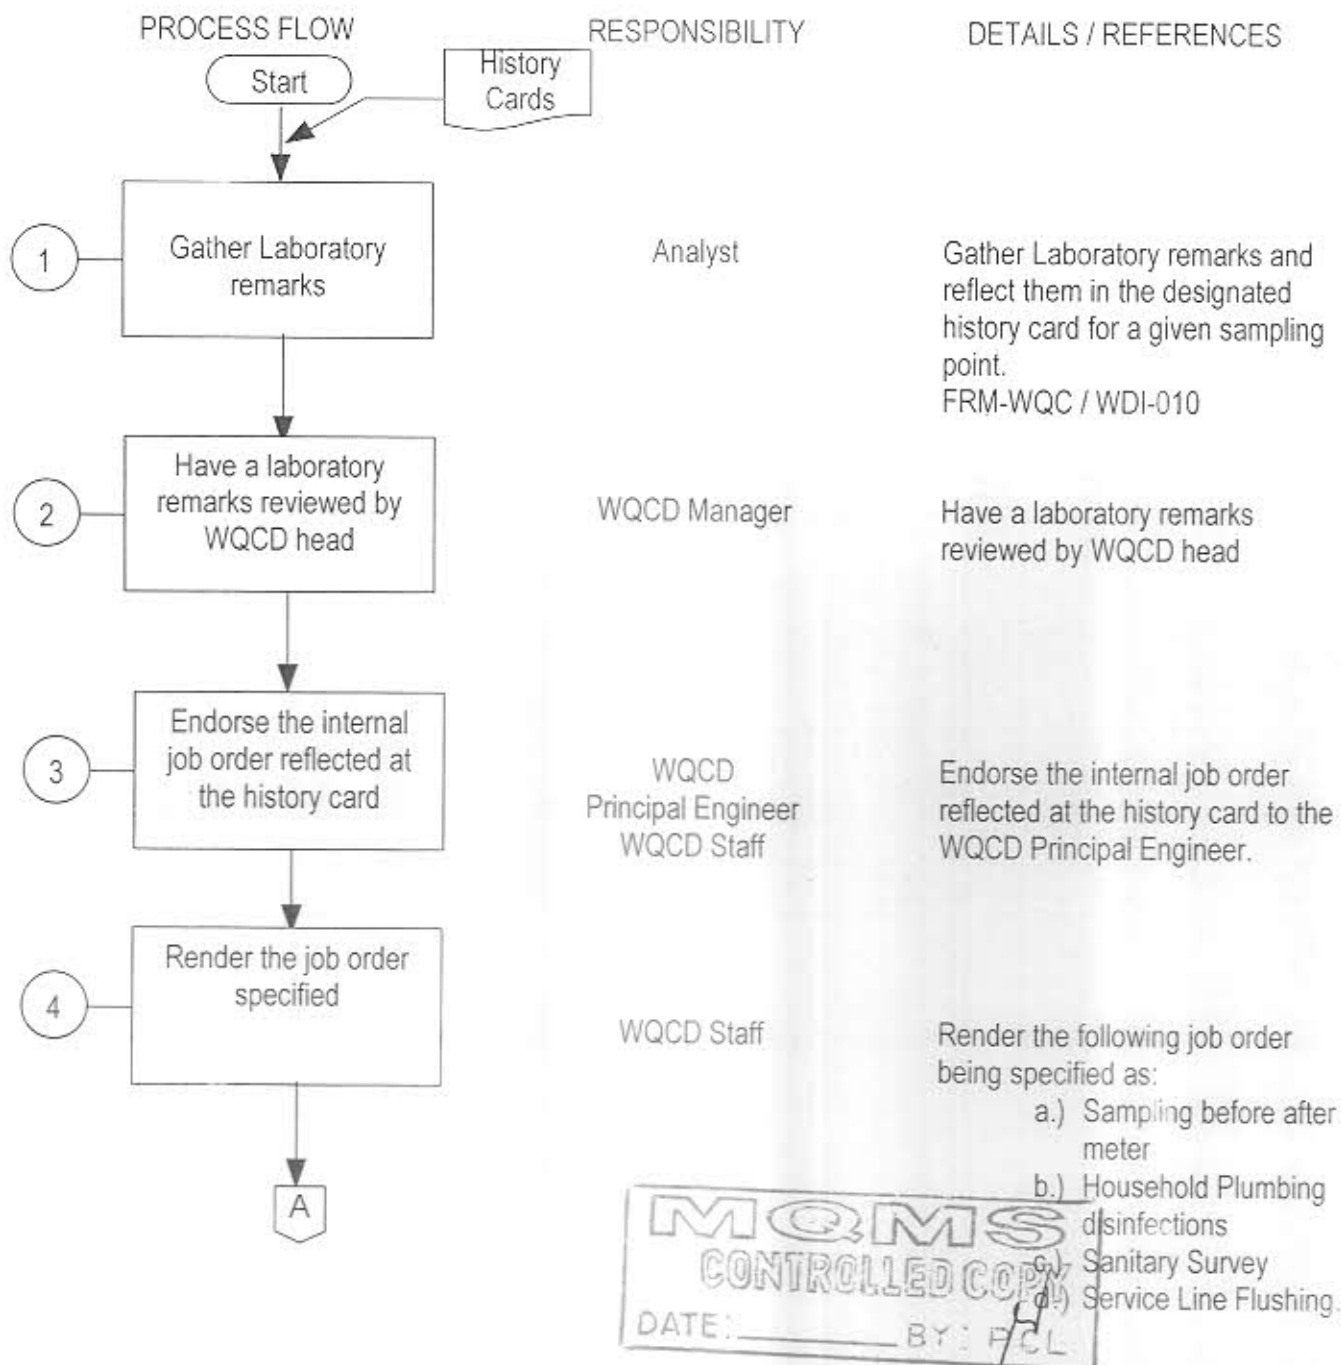 PROCESS FLOW
RESPONSIBILITY
DETAILS / REFERENCES
Start
History
Cards
1
Gather Laboratory
remarks
Analyst
Gather Laboratory remarks and
reflect them in the designated
history card for a given sampling
point.
FRM-WQC / WDI-010
2
Have a laboratory
remarks reviewed by
WQCD head
WQCD Manager
Have a laboratory remarks
reviewed by WQCD head
3
Endorse the internal
job order reflected at
the history card
WQCD
Principal Engineer
WQCD Staff
Endorse the internal job order
reflected at the history card to the
WQCD Principal Engineer.
4
Render the job order
specified
WQCD Staff
Render the following job order
being specified as:
a.) Sampling before after
meter
b.) Household Plumbing
disinfections
c.) Sanitary Survey
d.) Service Line Flushing.
A
MQMS
CONTROLLED COPY
DATE: BY: PCL